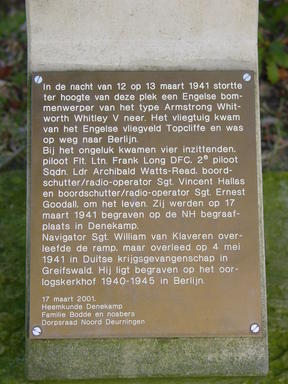 In de nacht van 12 op 13 maart 1941 stortte
ter hoogte van deze plek een Engelse bom-
menwerper van het type Armstrong Whit-
worth Whitley V neer. Het vliegtuig kwam
van het Engelse vliegveld Topcliffe en was
op weg naar Berlijn.
Bij het ongeluk kwamen vier inzittenden,
piloot Flt. Ltn. Frank Long DFC, 2e piloot
Sqdn. Ldr Archibald Watts-Read, boord-
schutter/radio-operator Sgt. Vincent Hallas
en boordschutter/radio-operator Sgt. Ernest
Goodall, om het leven. Zij werden op 17
maart 1941 begraven op de NH begraaf-
plaats in Denekamp.
Navigator Sgt. William van Klaveren over-
leefde de ramp, maar overleed op 4 mei
1941 in Duitse krijgsgevangenschap in
Greifswald. Hij ligt begraven op het oor-
logskerkhof 1940-1945 in Berlijn.
17 maart 2001.
Heemkunde Denekamp
Familie Bodde en noabers
Dorpsraad Noord Deurningen